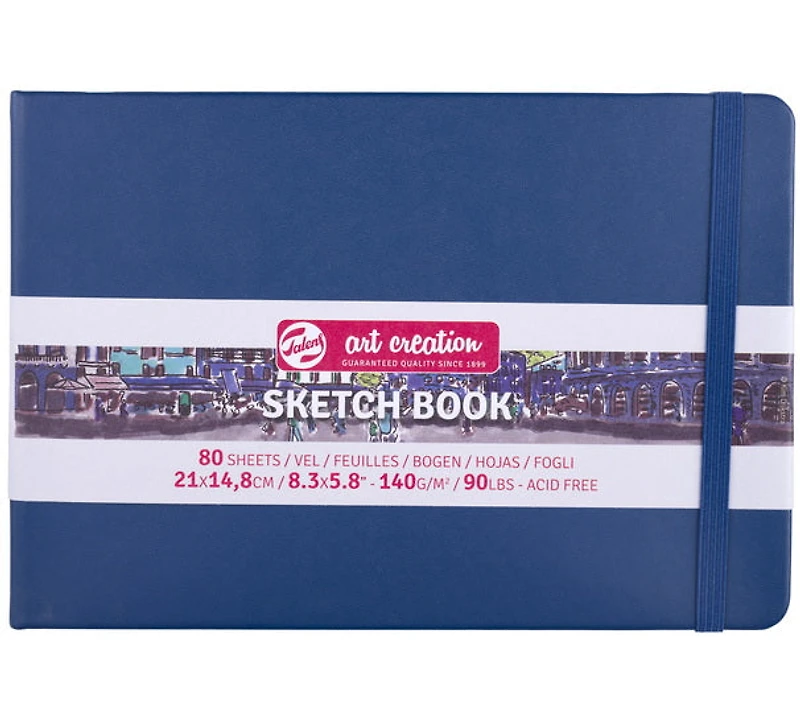 Talens art creation
GUARANTEED QUALITY SINCE 1899
SKETCH BOOK
80 SHEETS / VEL / FEUILLES / BOGEN / HOJAS / FOGLI
21X14,8CM / 8.3X5.8" - 140G/M² / 90LBS - ACID FREE